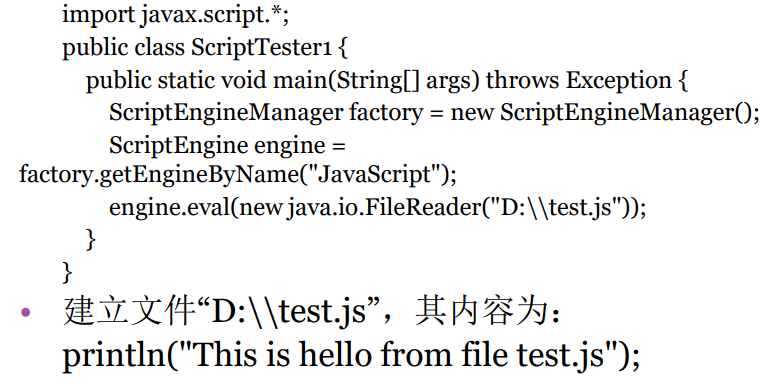 import javax.script.*;
public class ScriptTester1 {
public static void main(String[] args) throws Exception {
ScriptEngineManager factory = new ScriptEngineManager();
ScriptEngine engine =
factory.getEngineByName("JavaScript");
engine.eval(new java.io.FileReader("D:\\test.js"));
}
}
• 建立文件“D:\\test.js”，其内容为：
println("This is hello from file test.js");